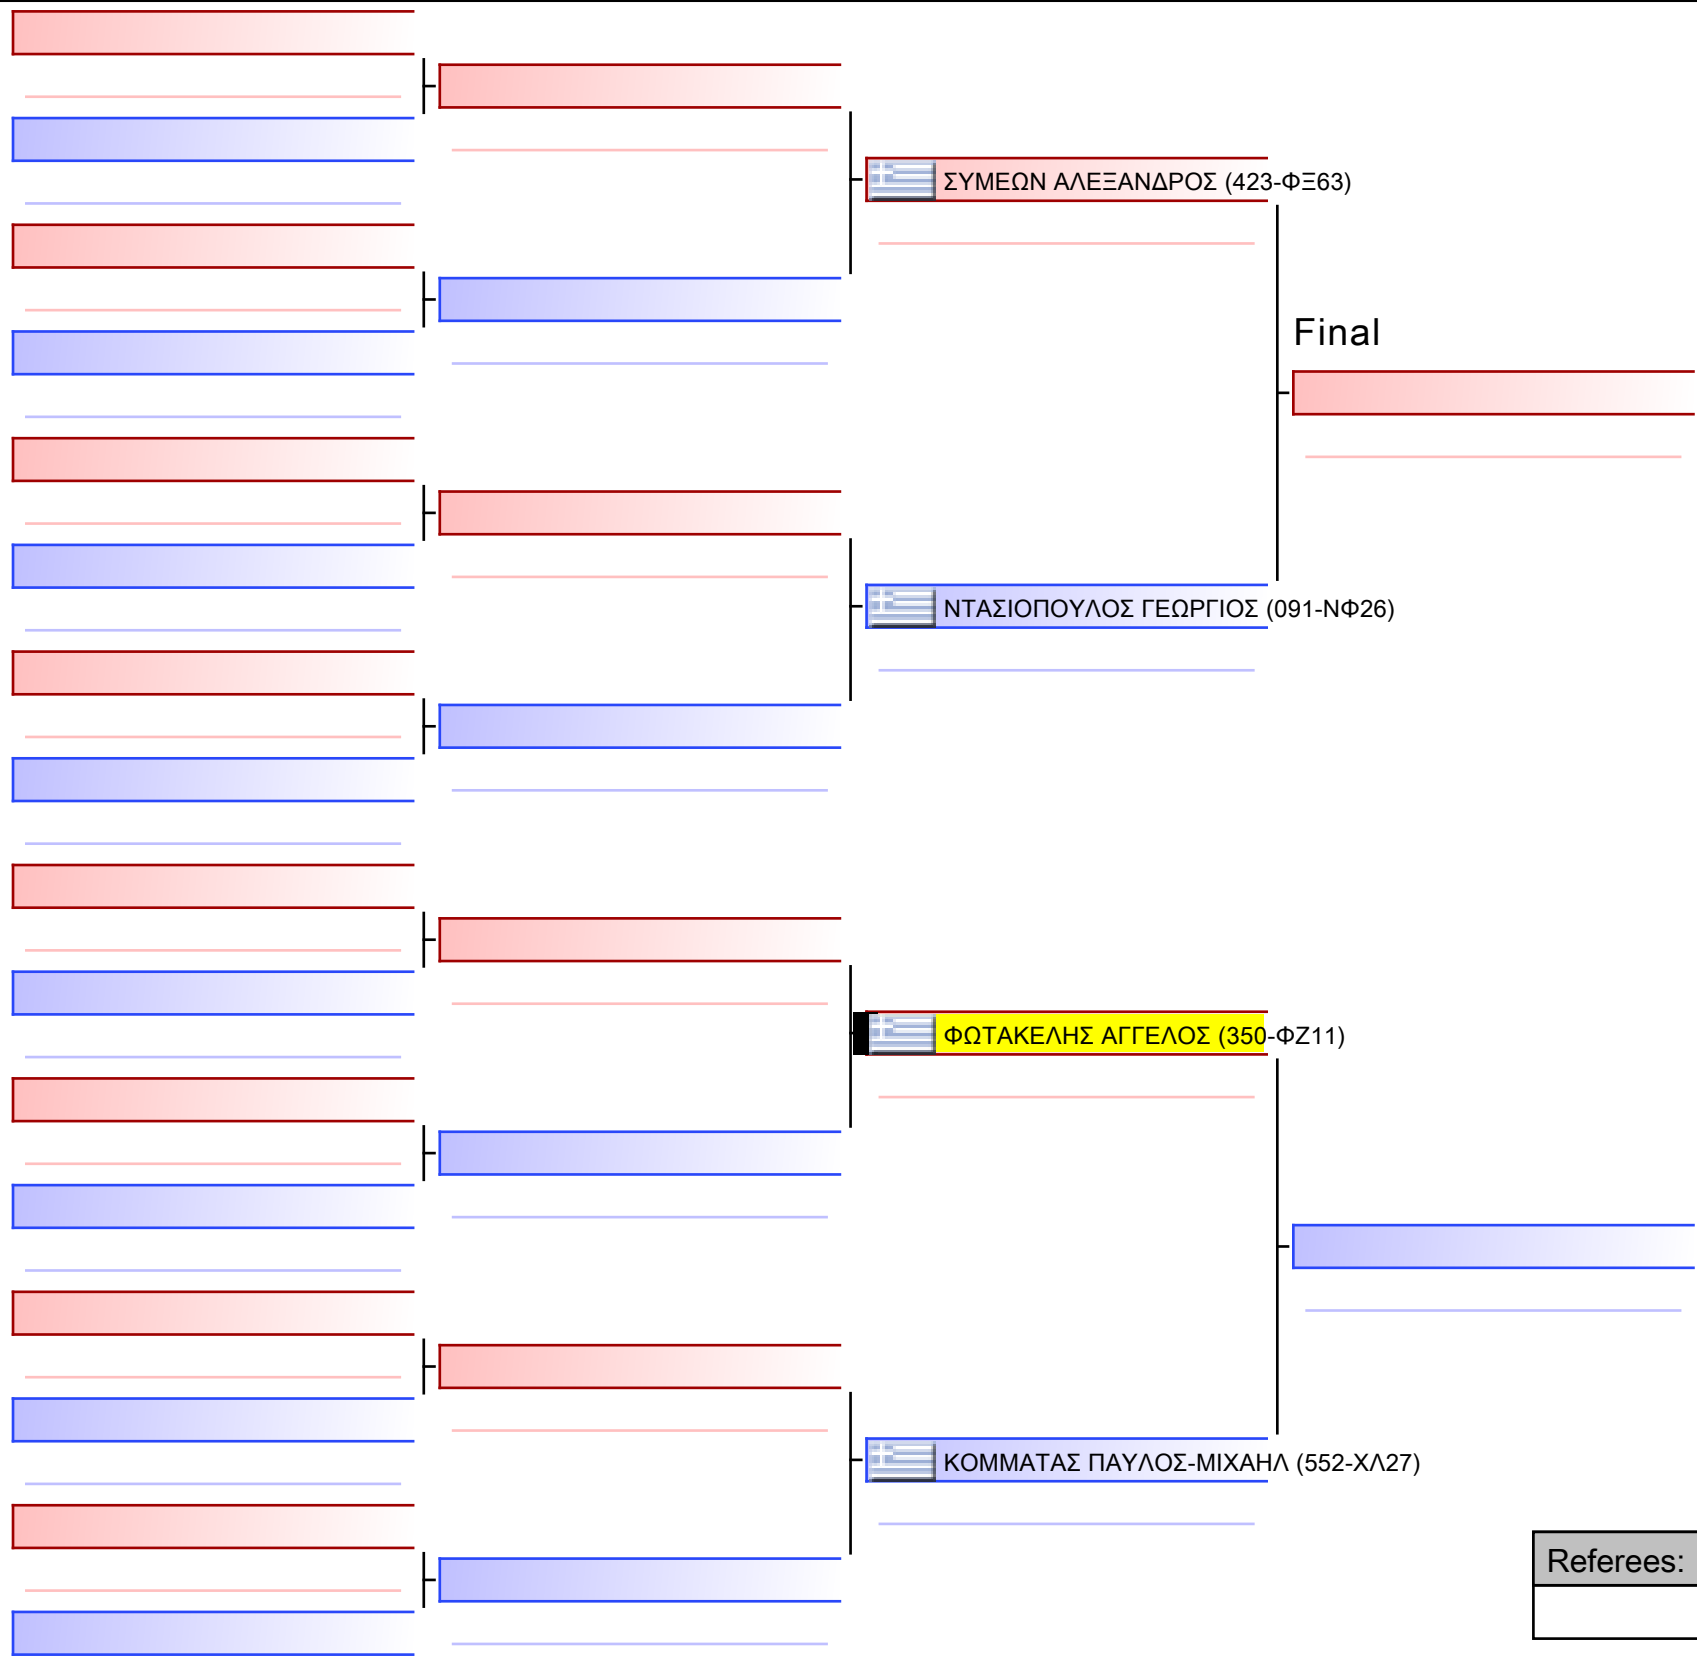 ΣΥΜΕΩΝ ΑΛΕΞΑΝΔΡΟΣ (423-ΦΞ63)
Final
ΝΤΑΣΙΟΠΟΥΛΟΣ ΓΕΩΡΓΙΟΣ (091-ΝΦ26)
ΦΩΤΑΚΕΛΗΣ ΑΓΓΕΛΟΣ (350-ΦΖ11)
ΚΟΜΜΑΤΑΣ ΠΑΥΛΟΣ-ΜΙΧΑΗΛ (552-ΧΛ27)
Referees: